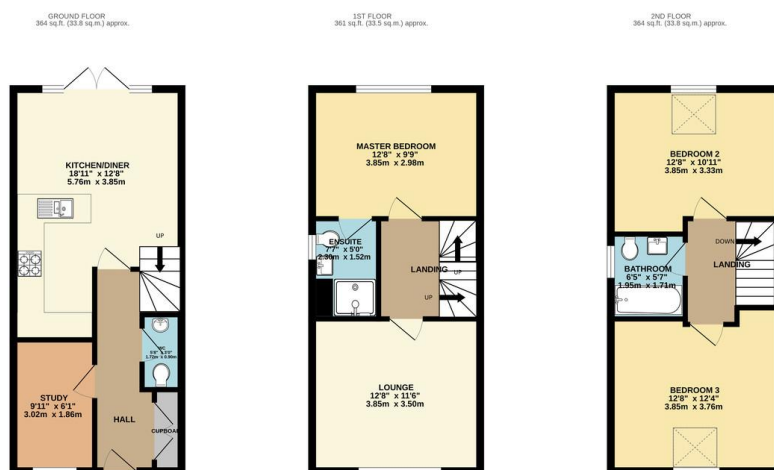 GROUND FLOOR
364 sq.ft. (33.8 sq.m.) approx.
KITCHEN/DINER
18'11" x 12'8"
5.76m x 3.85m
UP
STUDY
9'11" x 6'1"
3.02m x 1.86m
HALL
1ST FLOOR
361 sq.ft. (33.5 sq.m.) approx.
MASTER BEDROOM
12'8" x 9'9"
3.85m x 2.98m
ENSUITE
7'7" x 5'0"
2.30m x 1.52m
LANDING
UP
UP
LOUNGE
12'8" x 11'6"
3.85m x 3.50m
2ND FLOOR
364 sq.ft. (33.8 sq.m.) approx.
BEDROOM 2
12'8" x 10'11"
3.85m x 3.33m
DOWN
LANDING
BATHROOM
6'5" x 5'7"
1.95m x 1.71m
BEDROOM 3
12'8" x 12'4"
3.85m x 3.76m